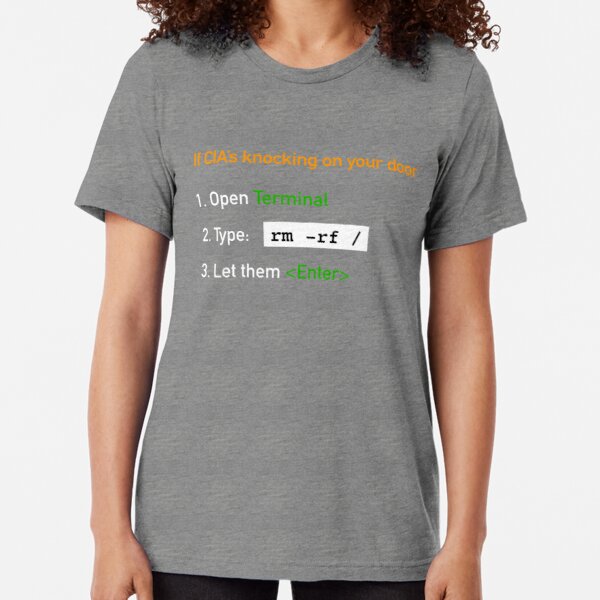 If CIA's knocking on your door
1. Open Terminal
2. Type: rm -rf /
3. Let them <Enter>